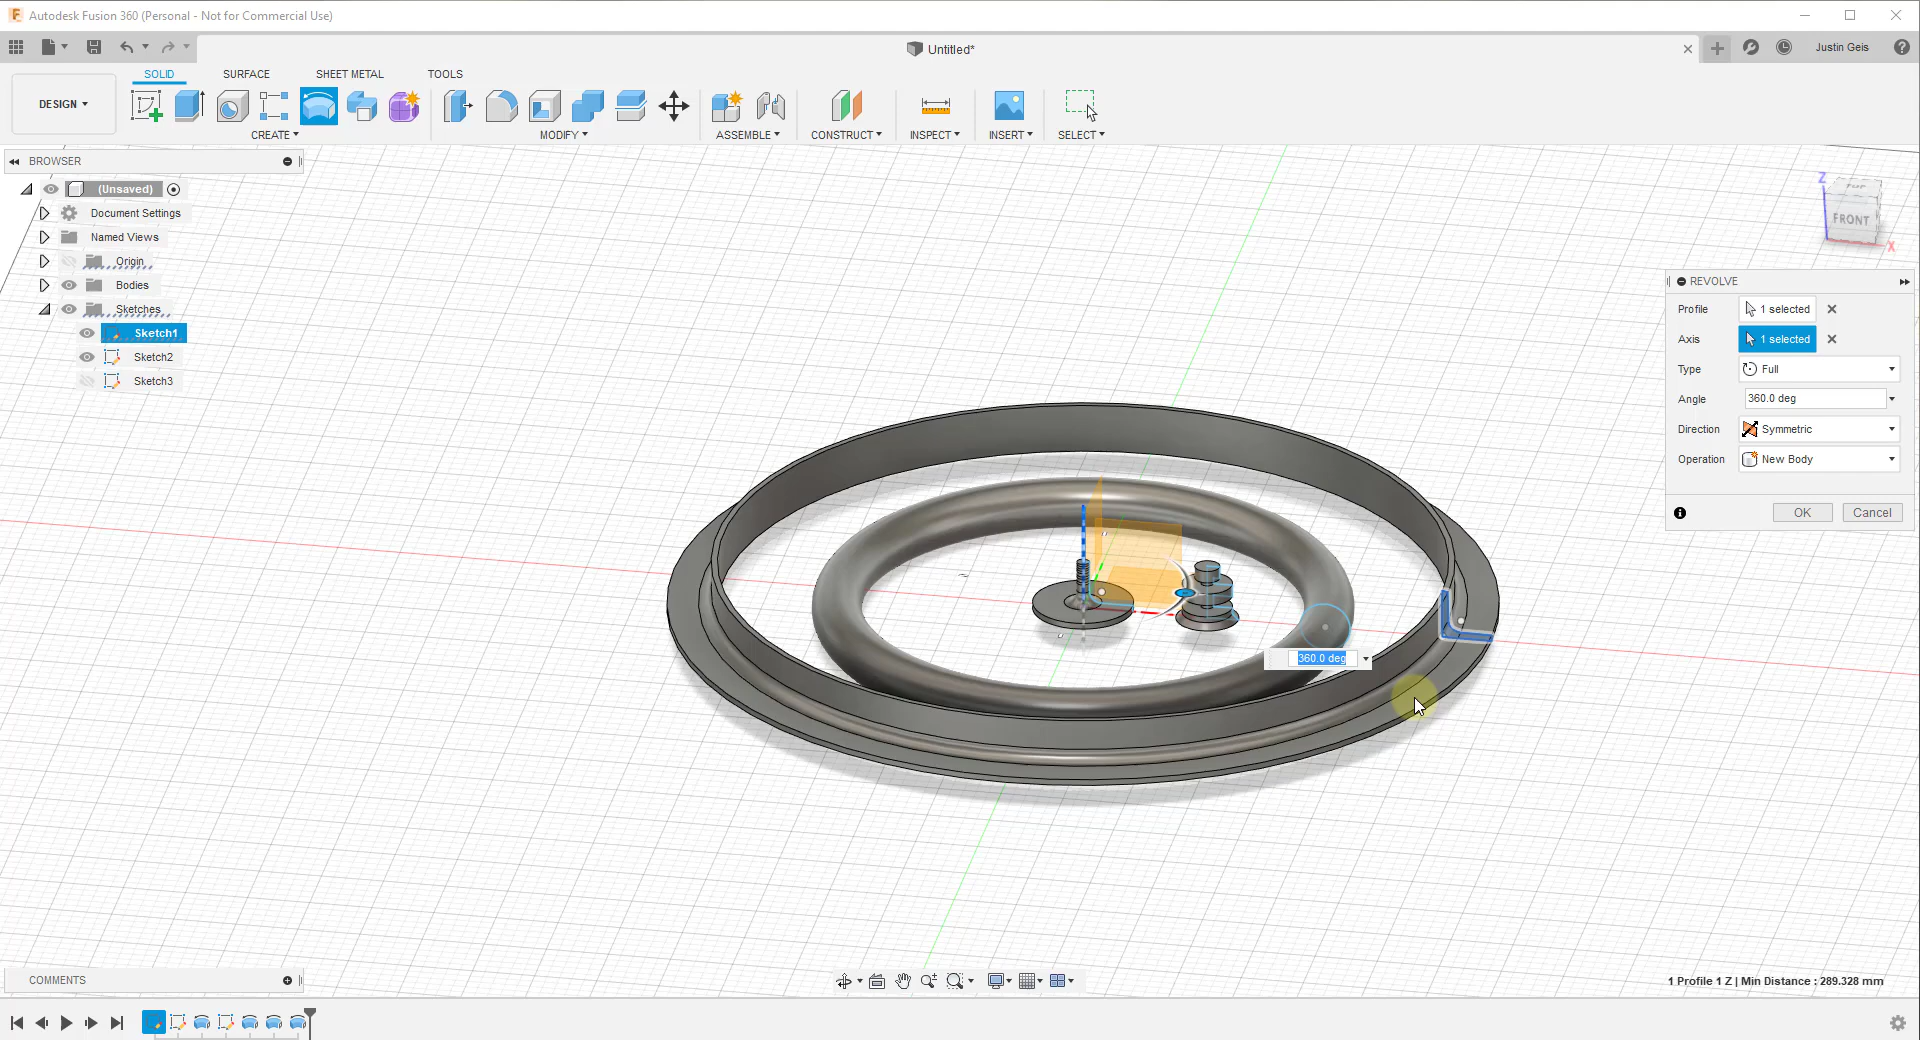 Autodesk Fusion 360 (Personal - Not for Commercial Use)
Untitled*
Justin Geis
SOLID SURFACE SHEET METAL TOOLS
DESIGN
CREATE MODIFY ASSEMBLE CONSTRUCT INSPECT INSERT SELECT
BROWSER
(Unsaved)
Document Settings
Named Views
Origin
Bodies
Sketches
Sketch1
Sketch2
Sketch3
Z
TOP
FRONT
X
REVOLVE
Profile 1 selected
Axis 1 selected
Type Full
Angle 360.0 deg
Direction Symmetric
Operation New Body
OK Cancel
360.0 deg
COMMENTS
1 Profile 1 Z | Min Distance : 289.328 mm